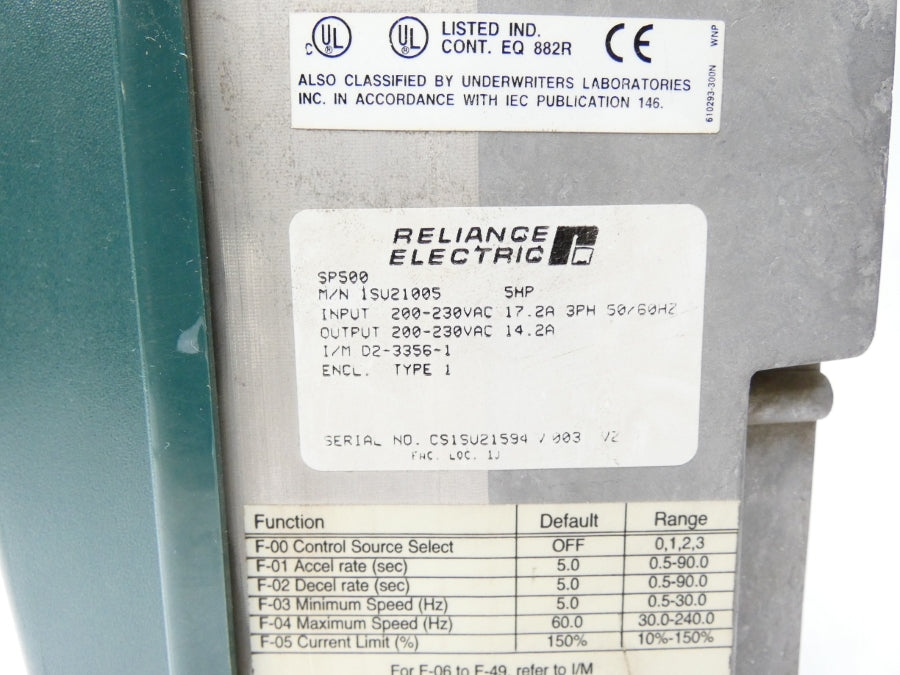 c UL ® UL ® LISTED IND. CE
CONT. EQ 882R
ALSO CLASSIFIED BY UNDERWRITERS LABORATORIES
INC. IN ACCORDANCE WITH IEC PUBLICATION 146.
610293-300N WNP
RELIANCE
ELECTRIC
SP500
M/N 1SU21005 5HP
INPUT 200-230VAC 17.2A 3PH 50/60HZ
OUTPUT 200-230VAC 14.2A
I/M D2-3356-1
ENCL. TYPE 1
SERIAL NO. CS1SU21594 /003 V2
FAC. LOC. 1J
Function Default Range
F-00 Control Source Select OFF 0,1,2,3
F-01 Accel rate (sec) 5.0 0.5-90.0
F-02 Decel rate (sec) 5.0 0.5-90.0
F-03 Minimum Speed (Hz) 5.0 0.5-30.0
F-04 Maximum Speed (Hz) 60.0 30.0-240.0
F-05 Current Limit (%) 150% 10%-150%
For F-06 to F-49, refer to I/M